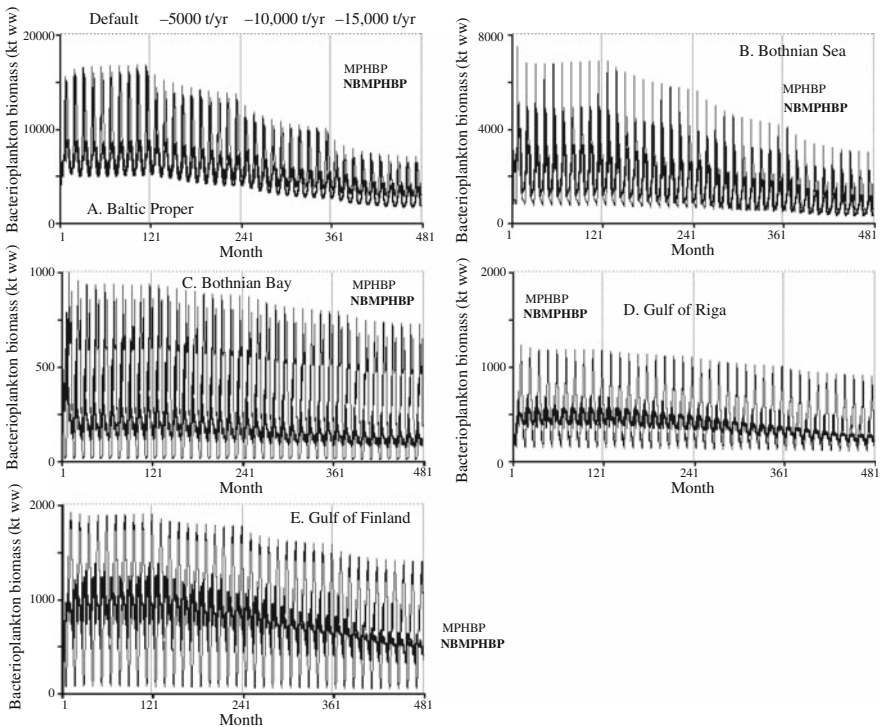 Default –5000 t/yr –10,000 t/yr –15,000 t/yr
Bacterioplankton biomass (kt ww)
20000
10000
0
MPHBP
NBMPHBP
A. Baltic Proper
1 121 241 361 481
Month
Bacterioplankton biomass (kt ww)
8000
4000
0
B. Bothnian Sea
MPHBP
NBMPHBP
1 121 241 361 481
Month
Bacterioplankton biomass (kt ww)
1000
500
0
C. Bothnian Bay
MPHBP
NBMPHBP
1 121 241 361 481
Month
Bacterioplankton biomass (kt ww)
2000
1000
0
MPHBP
NBMPHBP
D. Gulf of Riga
1 121 241 361 481
Month
Bacterioplankton biomass (kt ww)
2000
1000
0
E. Gulf of Finland
MPHBP
NBMPHBP
1 121 241 361 481
Month